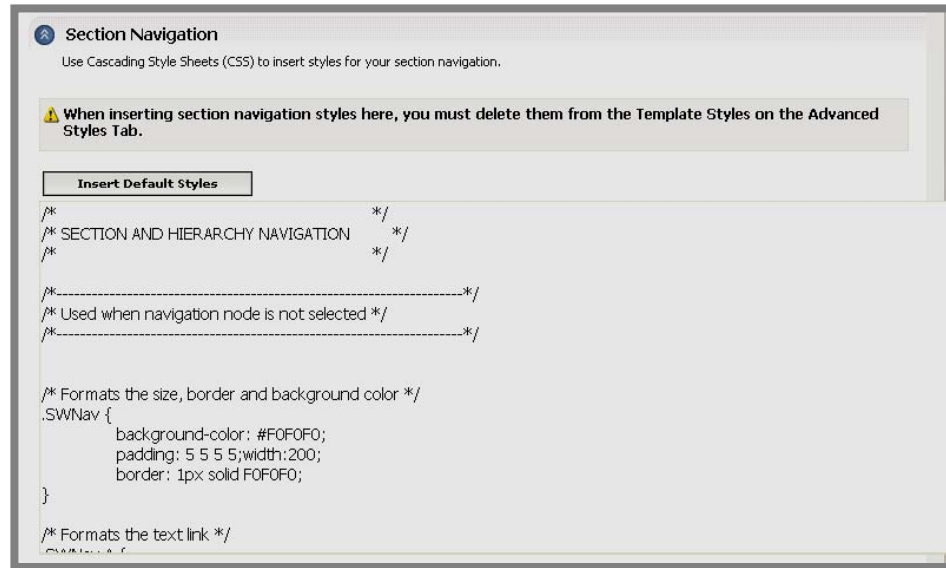 Section Navigation
Use Cascading Style Sheets (CSS) to insert styles for your section navigation.
When inserting section navigation styles here, you must delete them from the Template Styles on the Advanced
Styles Tab.
Insert Default Styles
/* */
/* SECTION AND HIERARCHY NAVIGATION */
/* */
/*----------------------------------------------------------------------*/
/* Used when navigation node is not selected */
/*----------------------------------------------------------------------*/
/* Formats the size, border and background color */
.SWNav {
background-color: #F0F0F0;
padding: 5 5 5 5;width:200;
border: 1px solid F0F0F0;
}
/* Formats the text link */